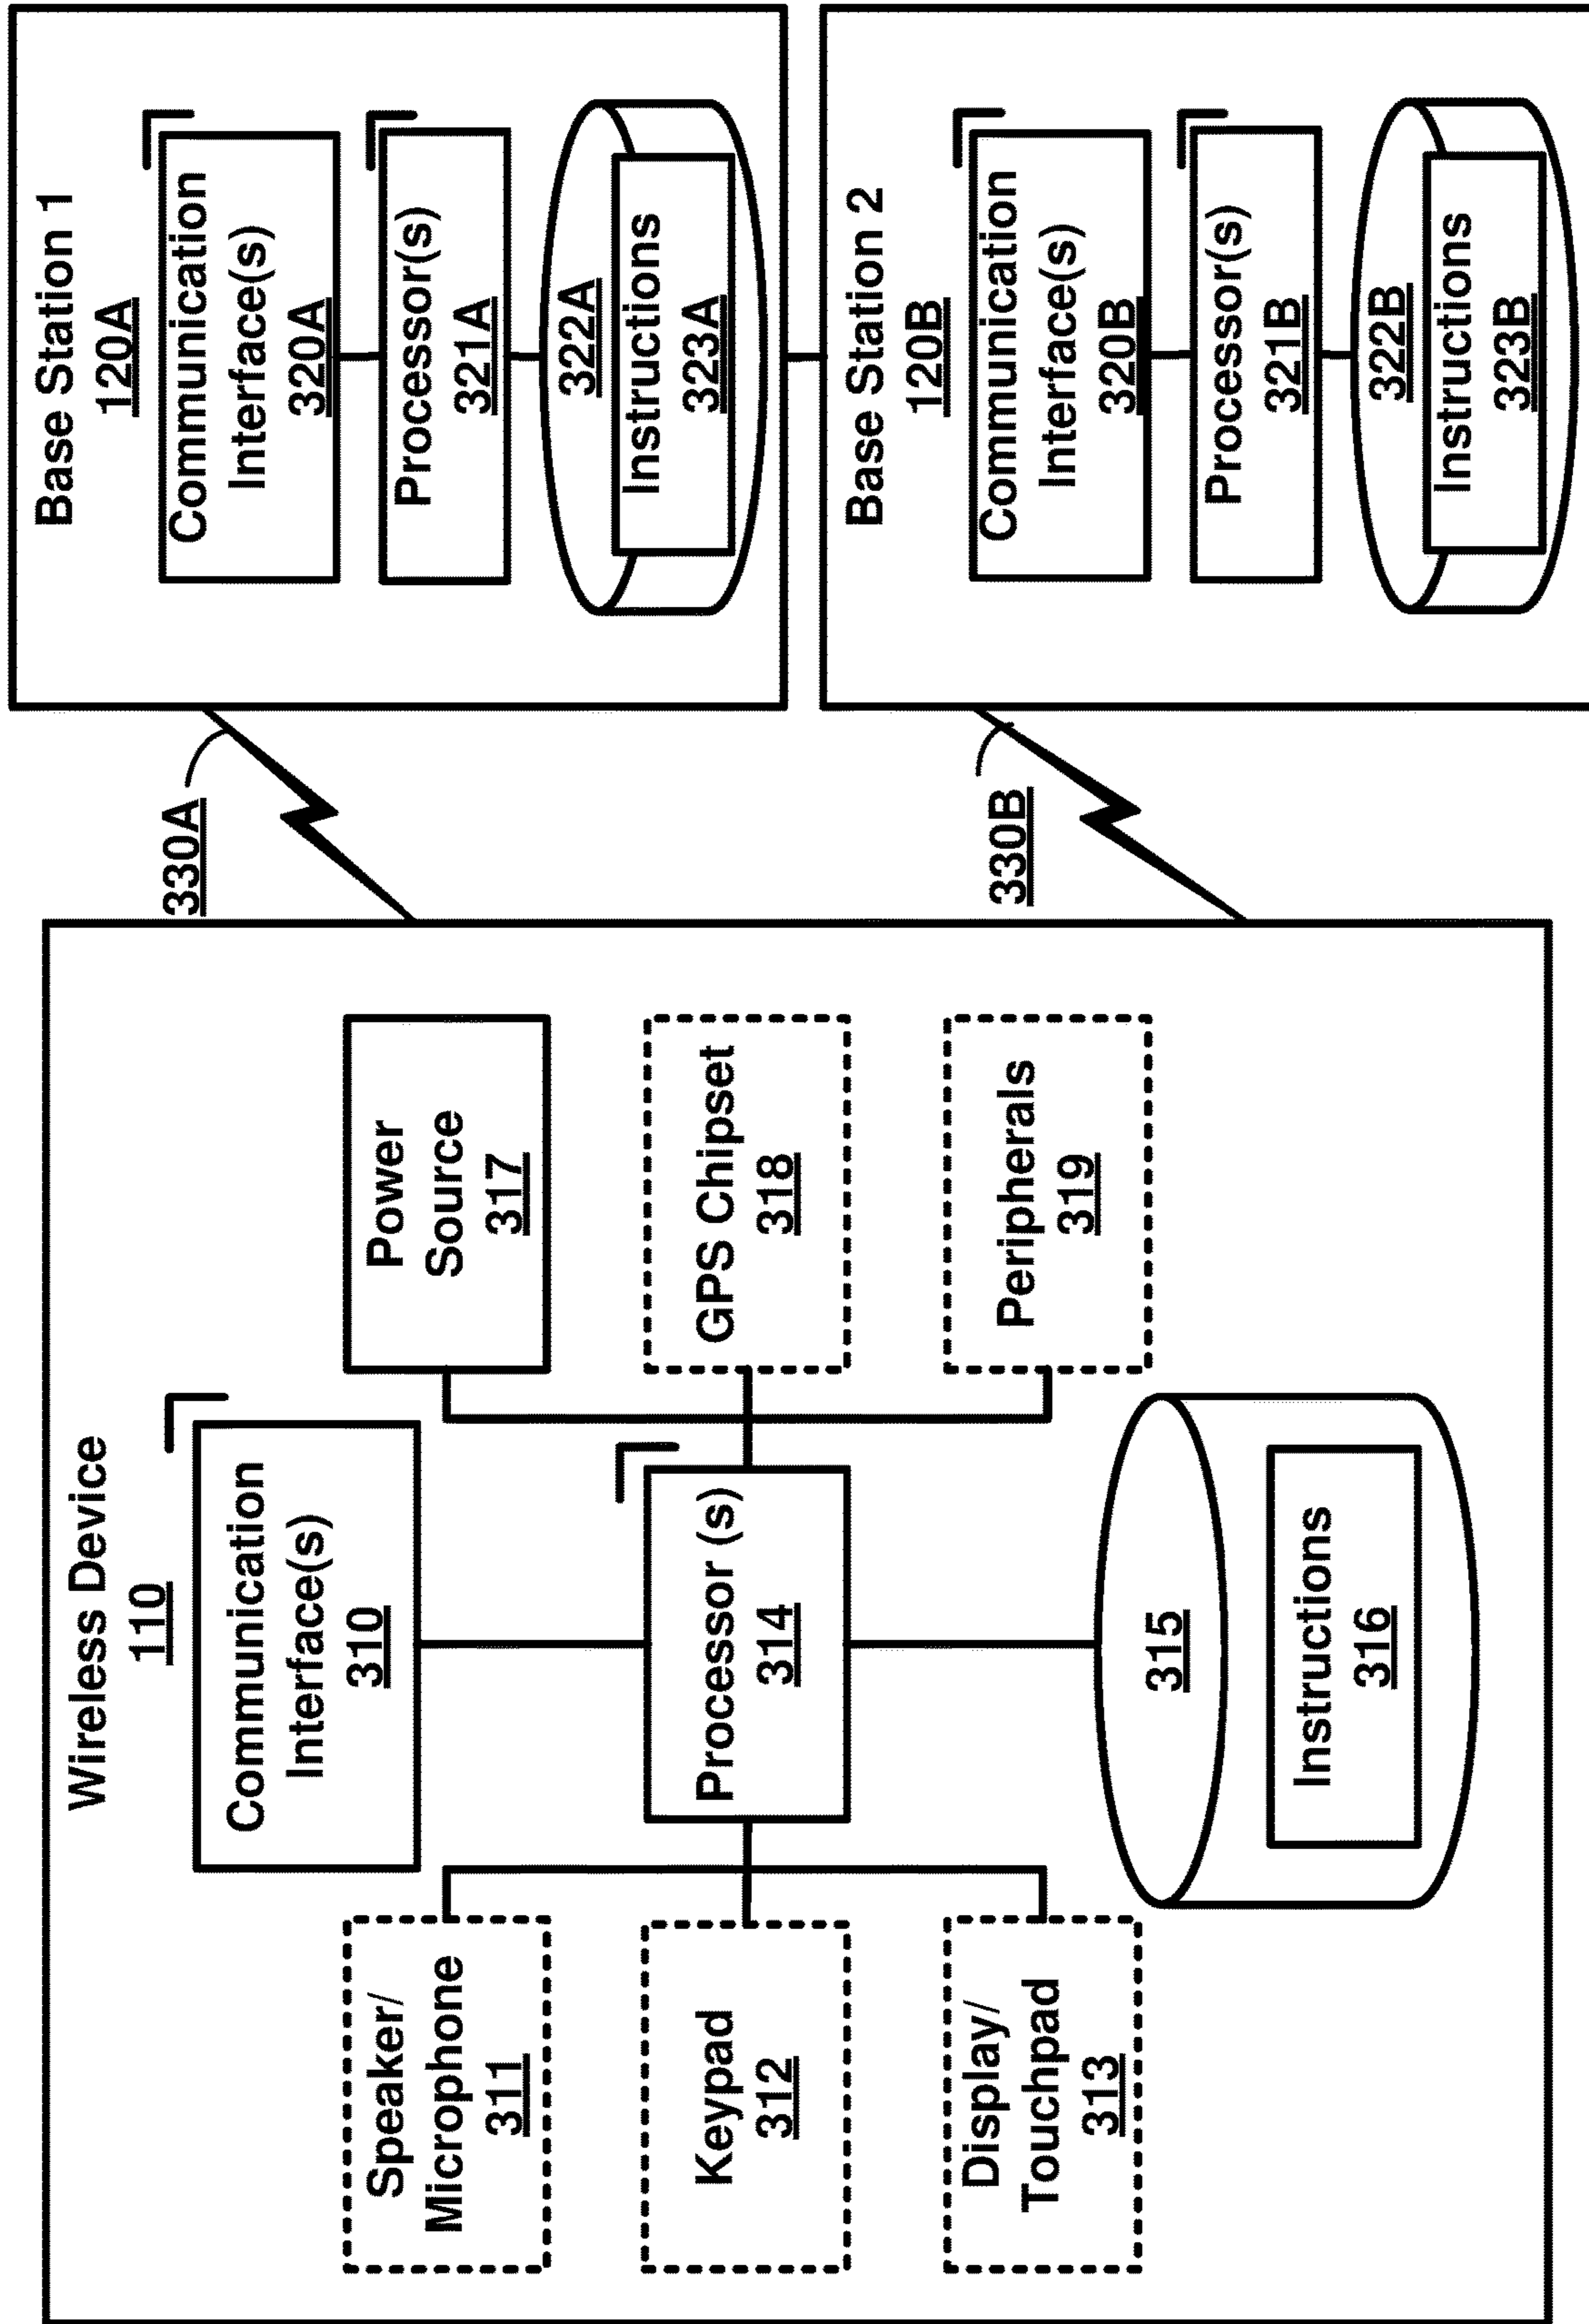 Wireless Device
110
Communication
Interface(s)
310
Speaker/
Microphone
311
Keypad
312
Display/
Touchpad
313
Processor (s)
314
315
Instructions
316
Power
Source
317
GPS Chipset
318
Peripherals
319
330A
330B
Base Station 1
120A
Communication
Interface(s)
320A
Processor(s)
321A
322A
Instructions
323A
Base Station 2
120B
Communication
Interface(s)
320B
Processor(s)
321B
322B
Instructions
323B